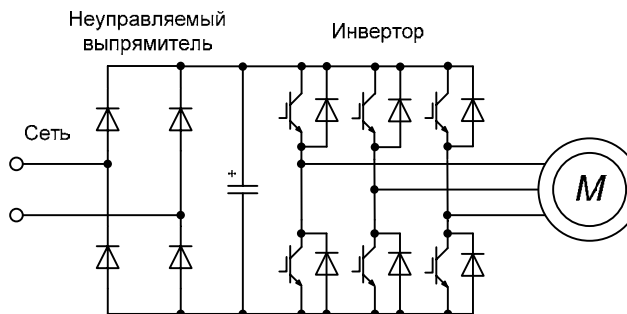 Неуправляемый
выпрямитель
Инвертор
Сеть
+
M